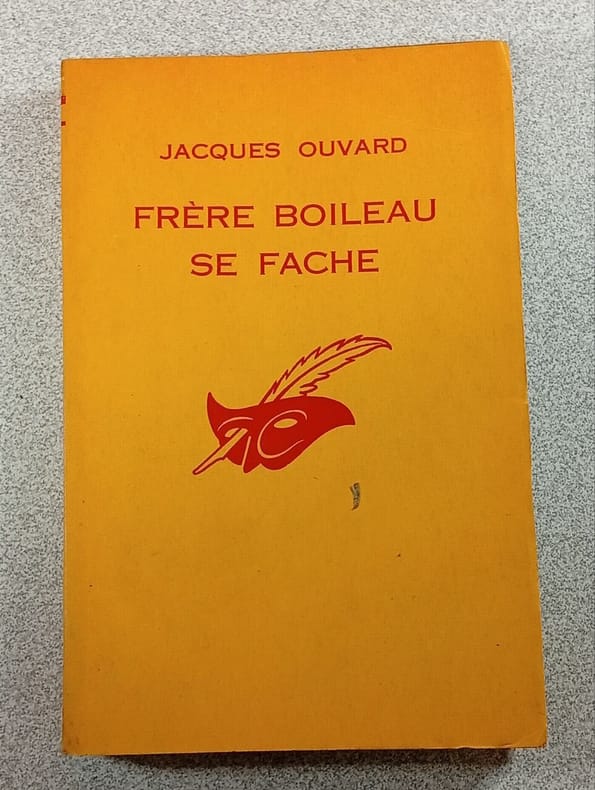 JACQUES OUVARD
FRÈRE BOILEAU
SE FACHE